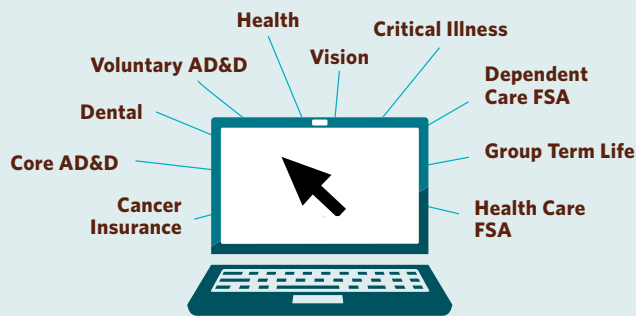 Health
Critical Illness
Vision
Voluntary AD&D
Dependent
Care FSA
Dental
Group Term Life
Core AD&D
Cancer
Insurance
Health Care
FSA